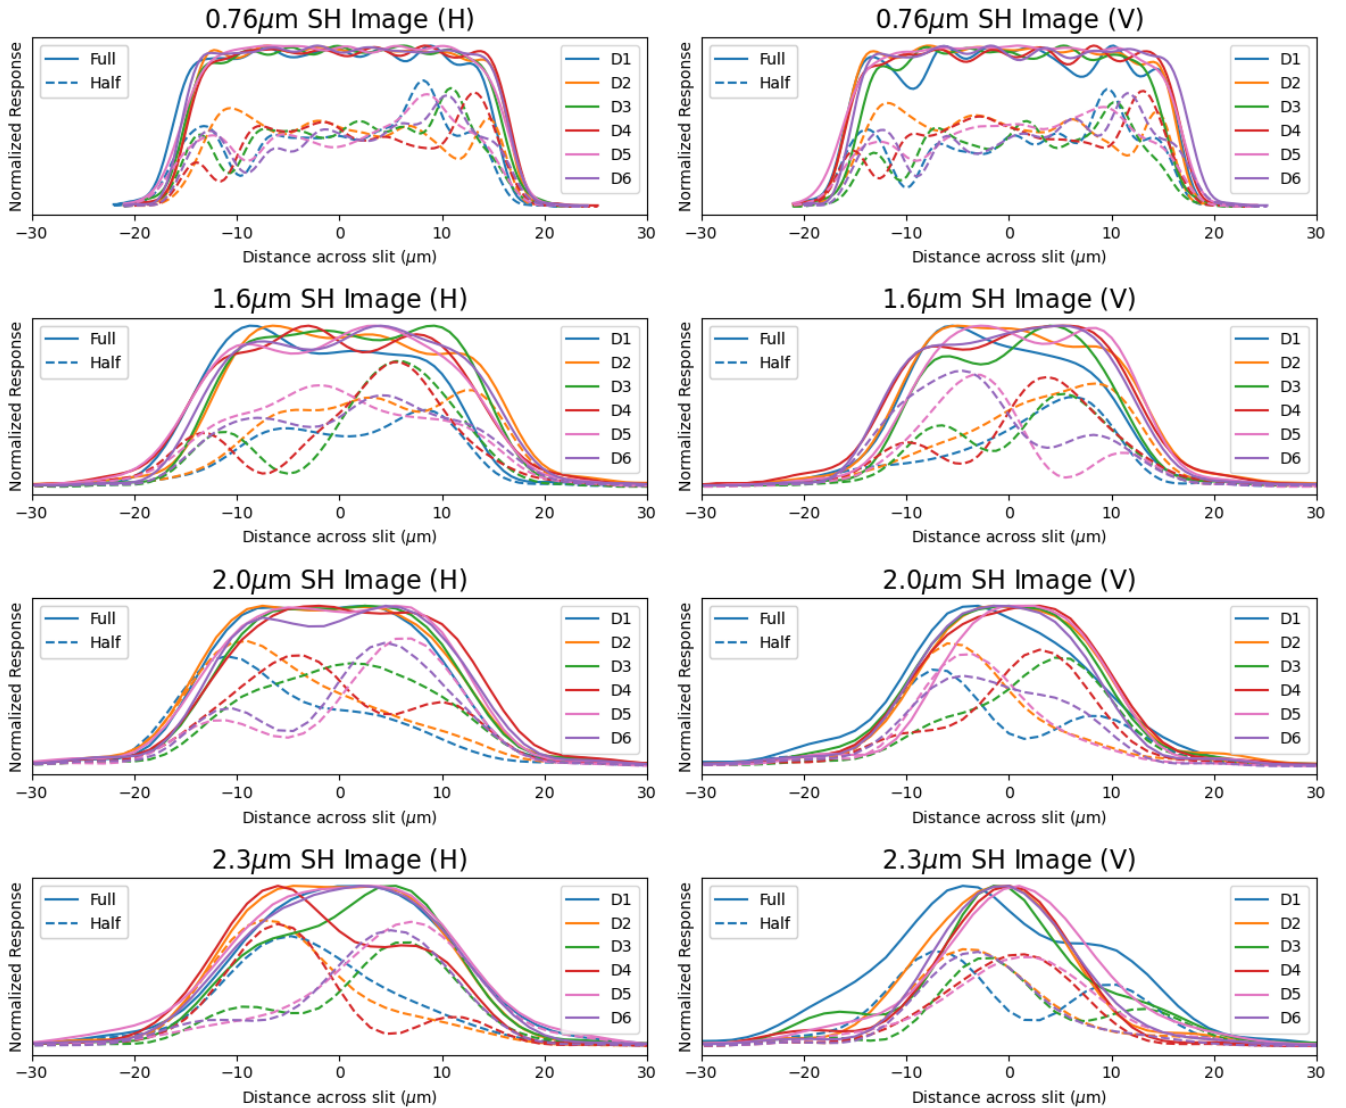 0.76μm SH Image (H)
Normalized Response
Full
Half
D1
D2
D3
D4
D5
D6
−30 −20 −10 0 10 20 30
Distance across slit (μm)
0.76μm SH Image (V)
Normalized Response
Full
Half
D1
D2
D3
D4
D5
D6
−30 −20 −10 0 10 20 30
Distance across slit (μm)
1.6μm SH Image (H)
Normalized Response
Full
Half
D1
D2
D3
D4
D5
D6
−30 −20 −10 0 10 20 30
Distance across slit (μm)
1.6μm SH Image (V)
Normalized Response
Full
Half
D1
D2
D3
D4
D5
D6
−30 −20 −10 0 10 20 30
Distance across slit (μm)
2.0μm SH Image (H)
Normalized Response
Full
Half
D1
D2
D3
D4
D5
D6
−30 −20 −10 0 10 20 30
Distance across slit (μm)
2.0μm SH Image (V)
Normalized Response
Full
Half
D1
D2
D3
D4
D5
D6
−30 −20 −10 0 10 20 30
Distance across slit (μm)
2.3μm SH Image (H)
Normalized Response
Full
Half
D1
D2
D3
D4
D5
D6
−30 −20 −10 0 10 20 30
Distance across slit (μm)
2.3μm SH Image (V)
Normalized Response
Full
Half
D1
D2
D3
D4
D5
D6
−30 −20 −10 0 10 20 30
Distance across slit (μm)